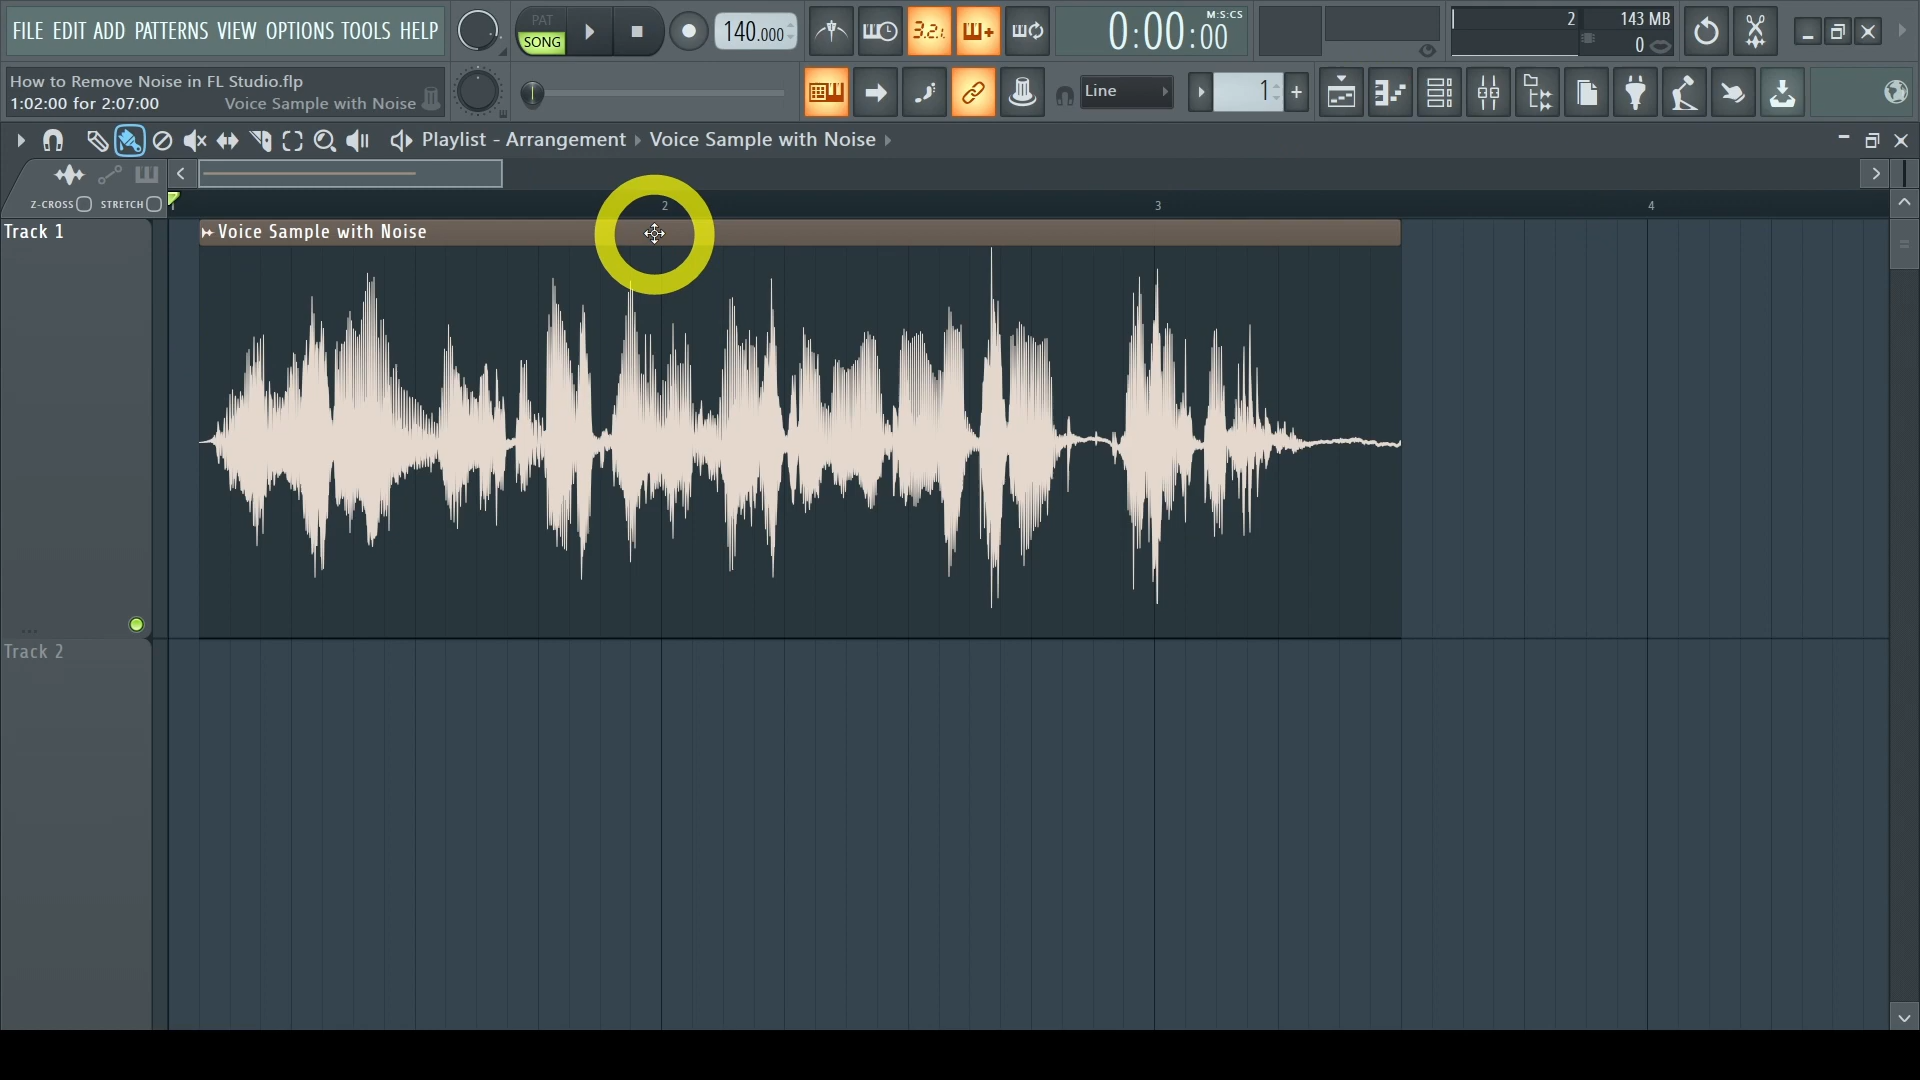 FILE EDIT ADD PATTERNS VIEW OPTIONS TOOLS HELP
PAT
SONG
140.000
3.2.1.
0:00:00
M:S:CS
2
143 MB
0
How to Remove Noise in FL Studio.flp
1:02:00 for 2:07:00 Voice Sample with Noise
Line
1
Playlist - Arrangement Voice Sample with Noise
Z-CROSS STRETCH
2 3 4
Track 1
Voice Sample with Noise
Track 2